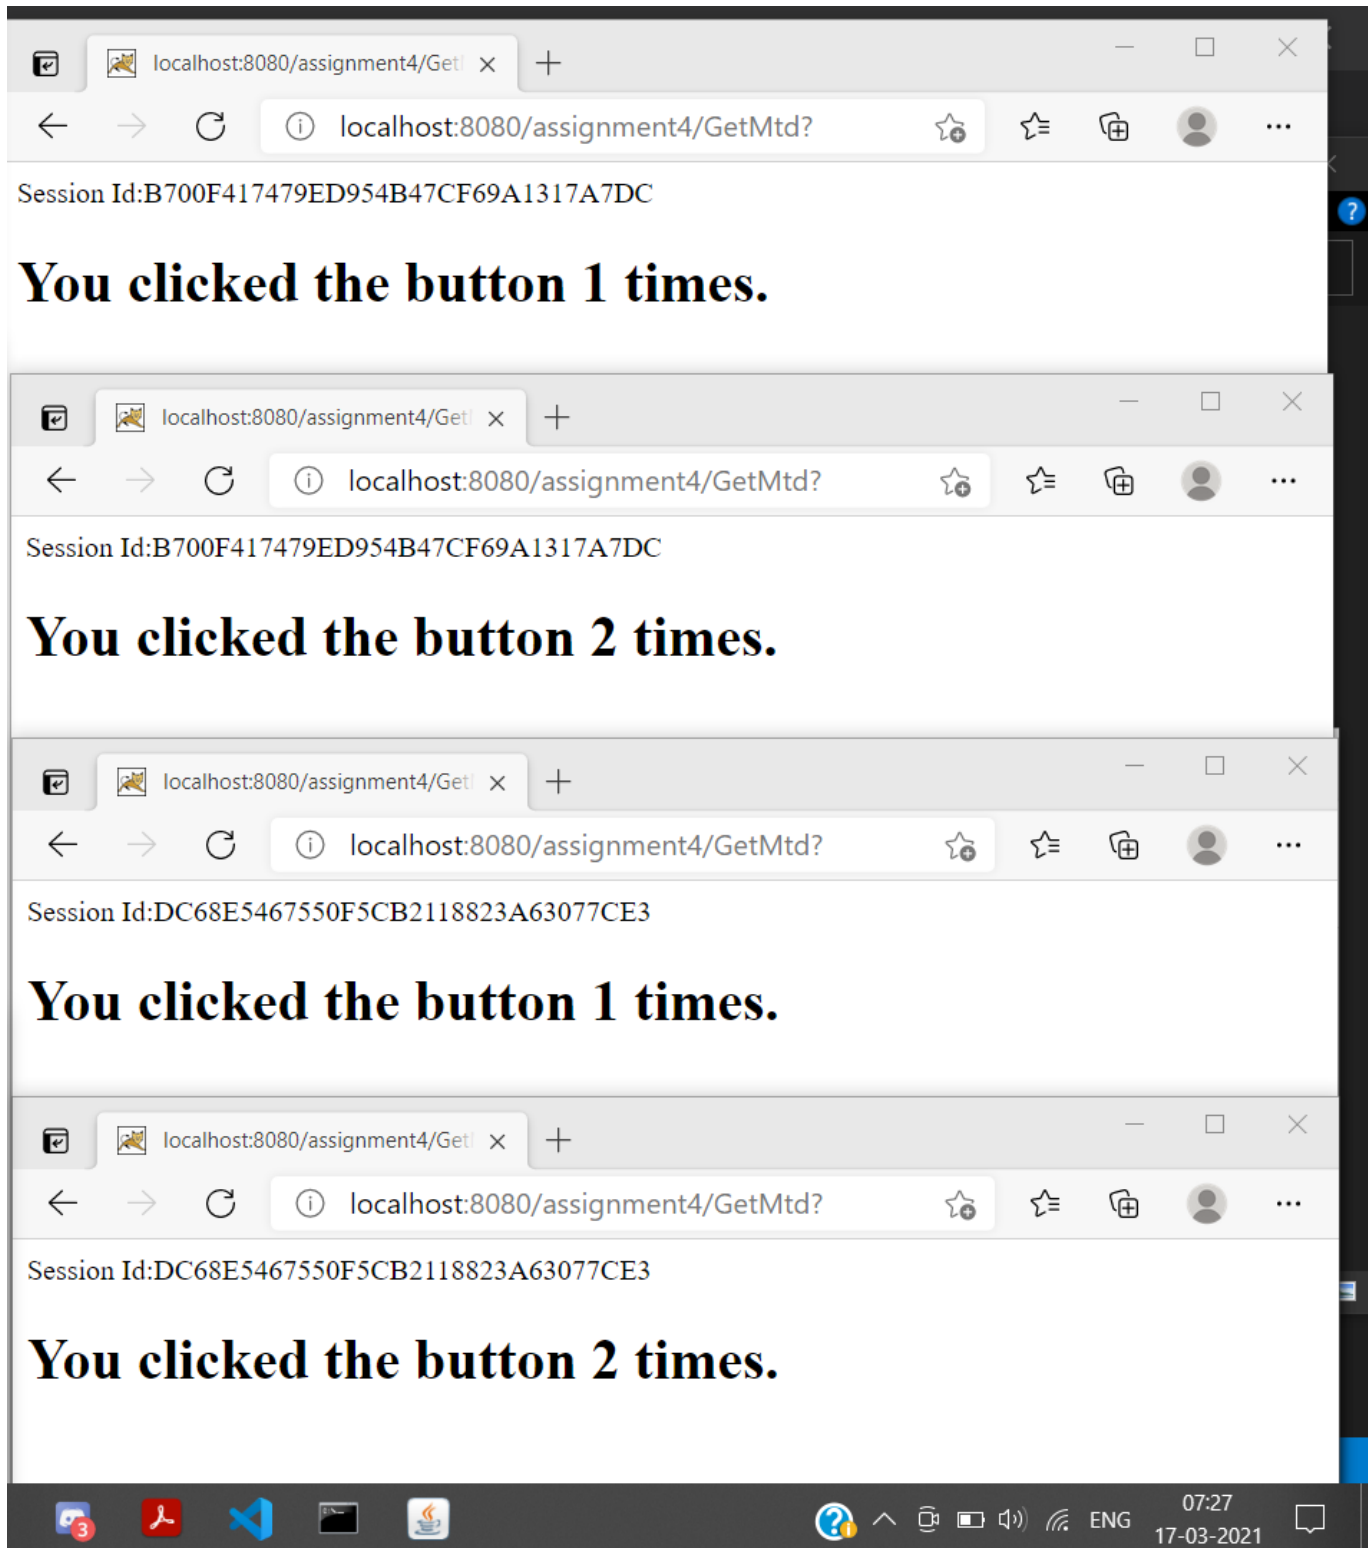 localhost:8080/assignment4/Get
localhost:8080/assignment4/GetMtd?
Session Id:B700F417479ED954B47CF69A1317A7DC
You clicked the button 1 times.
localhost:8080/assignment4/Get
localhost:8080/assignment4/GetMtd?
Session Id:B700F417479ED954B47CF69A1317A7DC
You clicked the button 2 times.
localhost:8080/assignment4/Get
localhost:8080/assignment4/GetMtd?
Session Id:DC68E5467550F5CB2118823A63077CE3
You clicked the button 1 times.
localhost:8080/assignment4/Get
localhost:8080/assignment4/GetMtd?
Session Id:DC68E5467550F5CB2118823A63077CE3
You clicked the button 2 times.
3
ENG
07:27
17-03-2021